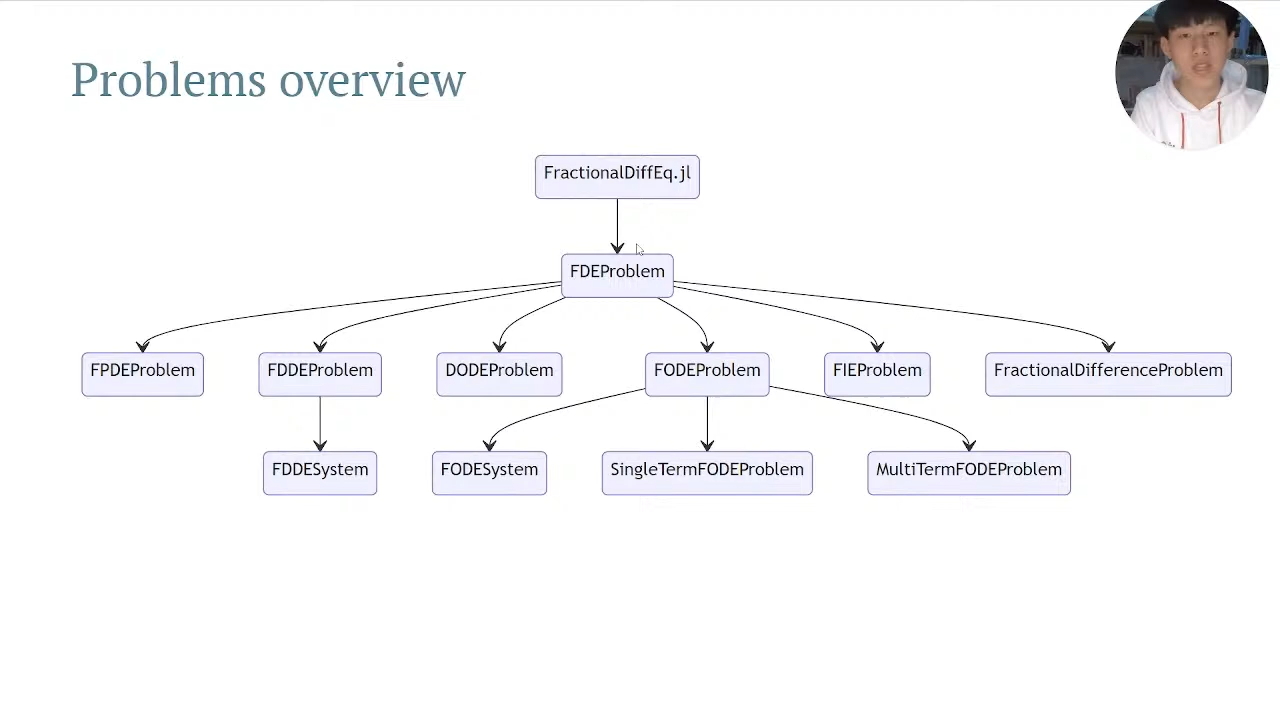 Problems overview
FractionalDiffEq.jl
FDEProblem
FPDEProblem
FDDEProblem
DODEProblem
FODEProblem
FIEProblem
FractionalDifferenceProblem
FDDESystem
FODESystem
SingleTermFODEProblem
MultiTermFODEProblem